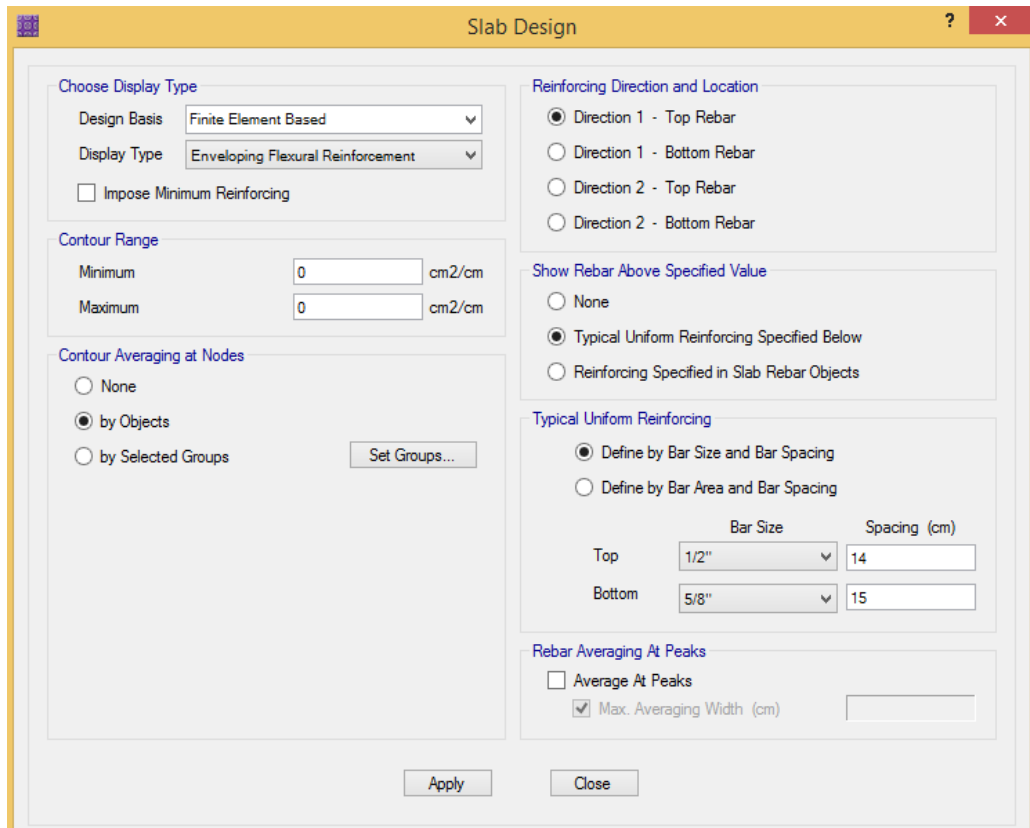 Slab Design
?
Choose Display Type
Design Basis Finite Element Based
Display Type Enveloping Flexural Reinforcement
Impose Minimum Reinforcing
Contour Range
Minimum 0 cm2/cm
Maximum 0 cm2/cm
Contour Averaging at Nodes
None
by Objects
by Selected Groups Set Groups...
Reinforcing Direction and Location
Direction 1 - Top Rebar
Direction 1 - Bottom Rebar
Direction 2 - Top Rebar
Direction 2 - Bottom Rebar
Show Rebar Above Specified Value
None
Typical Uniform Reinforcing Specified Below
Reinforcing Specified in Slab Rebar Objects
Typical Uniform Reinforcing
Define by Bar Size and Bar Spacing
Define by Bar Area and Bar Spacing
Bar Size Spacing (cm)
Top 1/2" 14
Bottom 5/8" 15
Rebar Averaging At Peaks
Average At Peaks
Max. Averaging Width (cm)
Apply Close